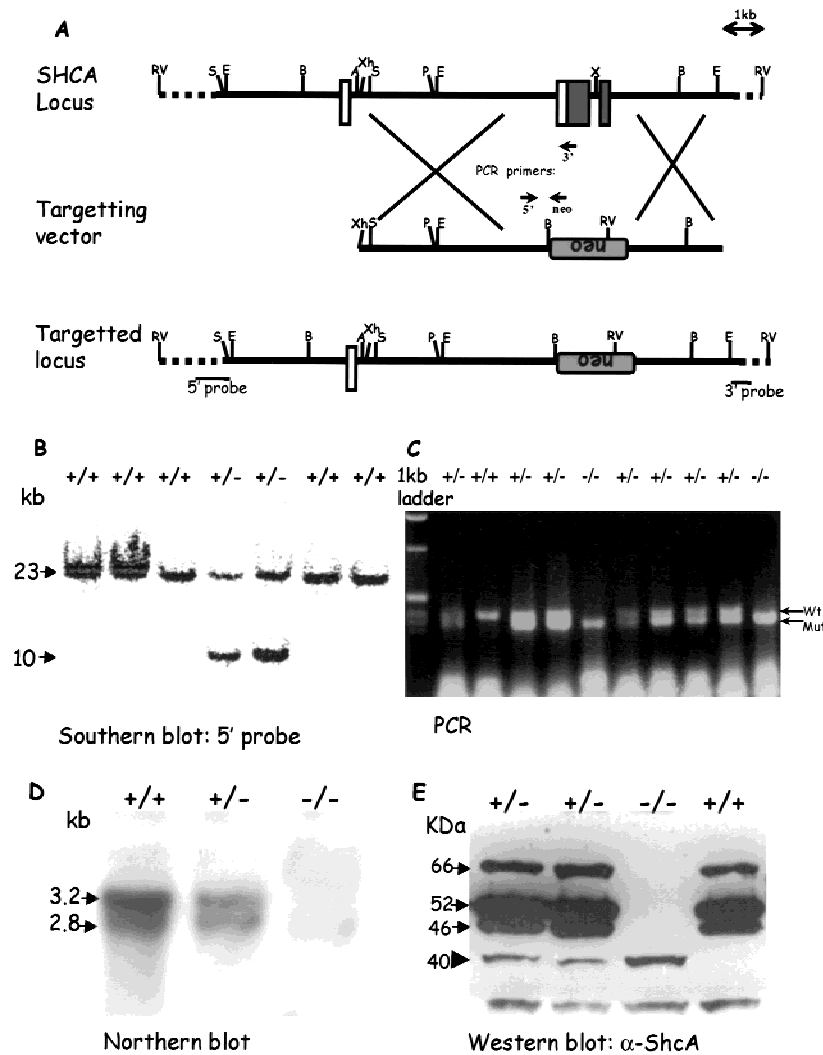 A
1kb
RV S E B A Xh S P E X B E RV
SHCA
Locus
3'
PCR primers:
5' neo
Targetting
vector
Xh S P E B RV B
neo
Targetted
locus
RV S E B A Xh S P E B RV B E RV
neo
5' probe
3' probe
B
+/+ +/+ +/+ +/- +/- +/+ +/+
kb
23
10
Southern blot: 5' probe
C
1kb
ladder
+/- +/+ +/- +/- -/- +/- +/- +/- +/- -/-
Wt
Mut
PCR
D
+/+ +/- -/-
kb
3.2
2.8
Northern blot
E
+/- +/- -/- +/+
KDa
66
52
46
40
Western blot: α-ShcA